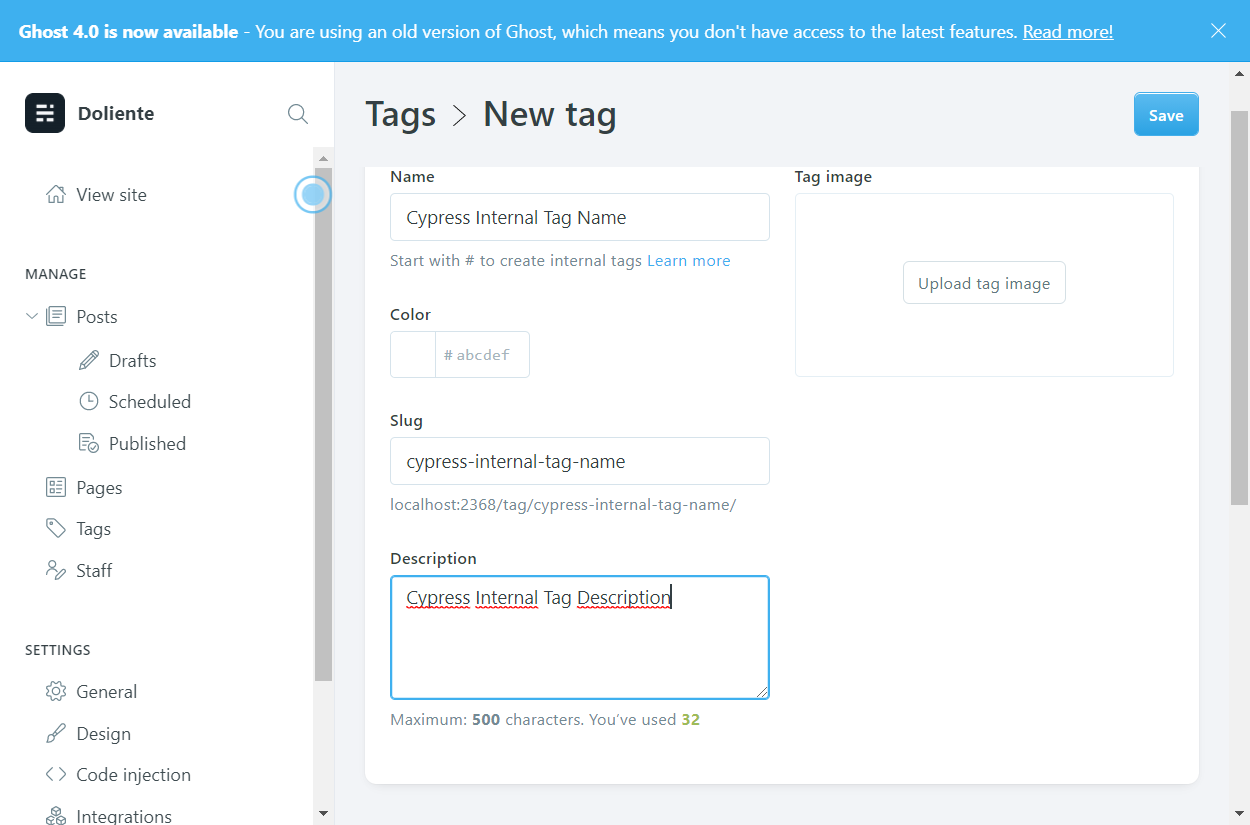 Ghost 4.0 is now available - You are using an old version of Ghost, which means you don't have access to the latest features. Read more!
Doliente
View site
MANAGE
Posts
Drafts
Scheduled
Published
Pages
Tags
Staff
SETTINGS
General
Design
Code injection
Integrations
Tags > New tag
Save
Name
Cypress Internal Tag Name
Start with # to create internal tags Learn more
Color
# abcdef
Slug
cypress-internal-tag-name
localhost:2368/tag/cypress-internal-tag-name/
Description
Cypress Internal Tag Description
Maximum: 500 characters. You’ve used 32
Tag image
Upload tag image